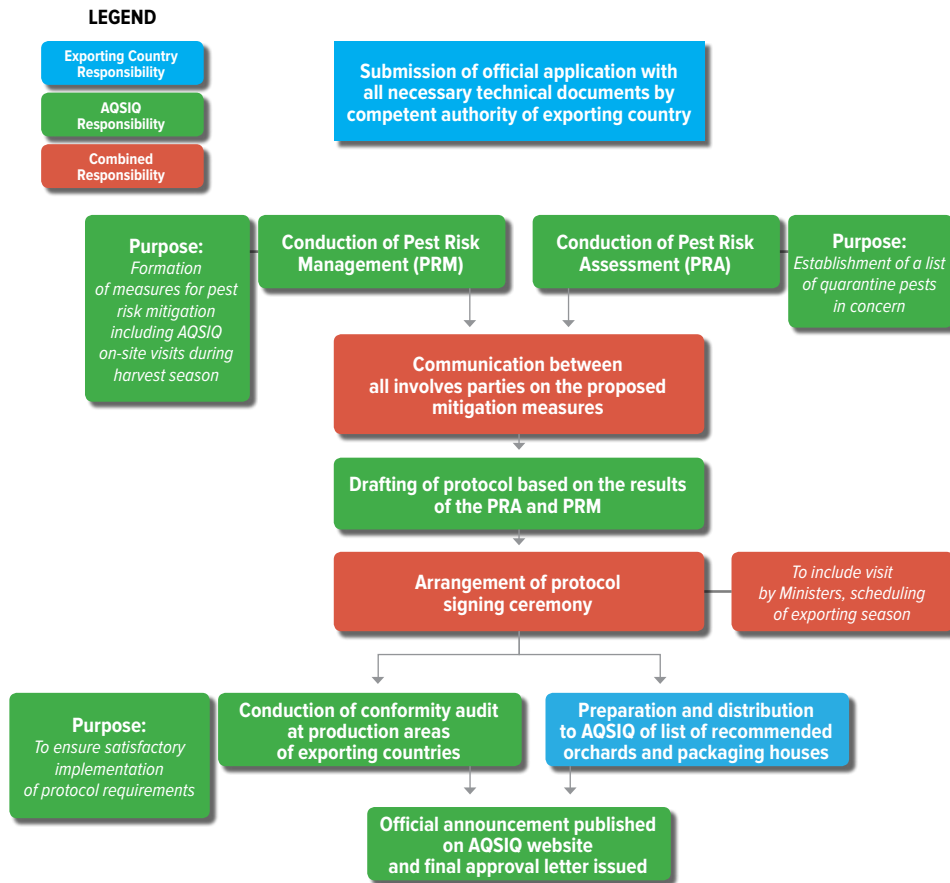 LEGEND
Exporting Country
Responsibility
AQSIQ
Responsibility
Combined
Responsibility
Submission of official application with
all necessary technical documents by
competent authority of exporting country
Purpose:
Formation
of measures for pest
risk mitigation
including AQSIQ
on-site visits during
harvest season
Conduction of Pest Risk
Management (PRM)
Conduction of Pest Risk
Assessment (PRA)
Purpose:
Establishment of a list
of quarantine pests
in concern
Communication between
all involves parties on the proposed
mitigation measures
Drafting of protocol based on the results
of the PRA and PRM
Arrangement of protocol
signing ceremony
To include visit
by Ministers, scheduling
of exporting season
Purpose:
To ensure satisfactory
implementation
of protocol requirements
Conduction of conformity audit
at production areas
of exporting countries
Preparation and distribution
to AQSIQ of list of recommended
orchards and packaging houses
Official announcement published
on AQSIQ website
and final approval letter issued